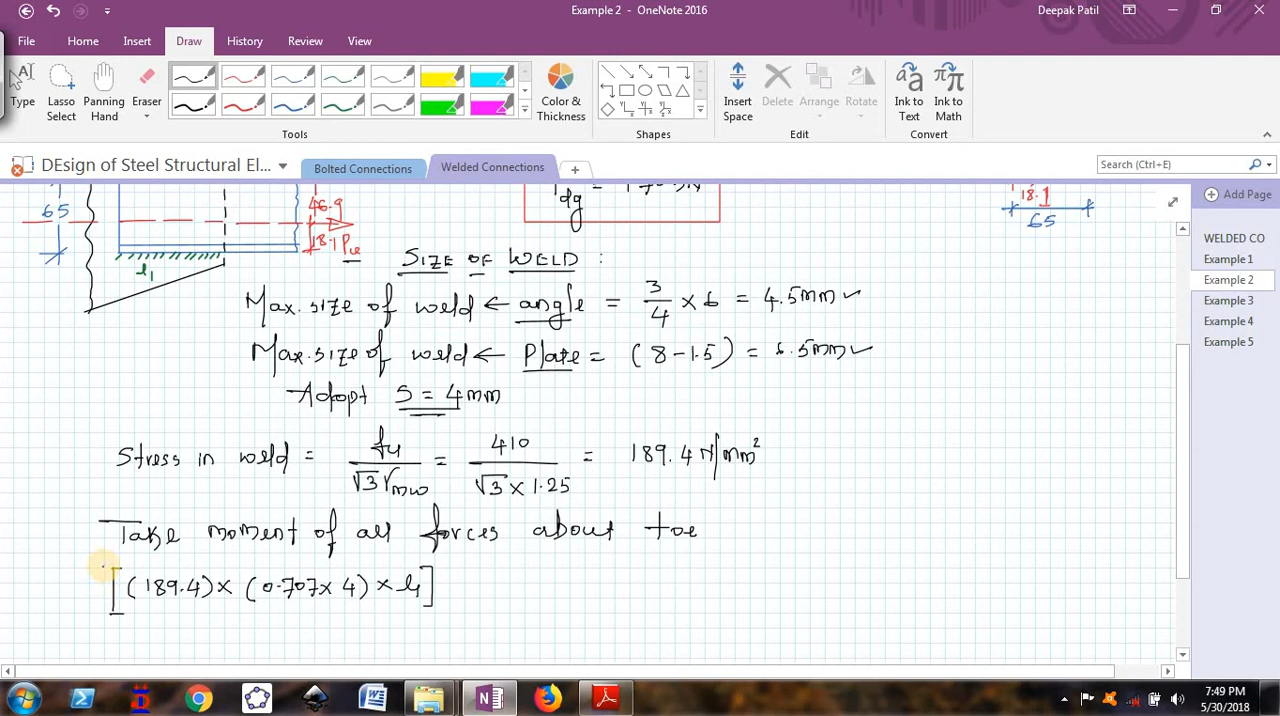 Example 2 - OneNote 2016
Deepak Patil
File Home Insert Draw History Review View
Type
Lasso Select
Panning Hand
Eraser
Color & Thickness
Insert Space
Delete
Arrange
Rotate
Ink to Text
Ink to Math
Tools
Shapes
Edit
Convert
DEsign of Steel Structural El...
Bolted Connections
Welded Connections
Search (Ctrl+E)
Add Page
WELDED CO
Example 1
Example 2
Example 3
Example 4
Example 5
65
46.9
18.1
l1
dg
18.1
65
SIZE OF WELD :
Max. size of weld ← angle = 3/4 × 6 = 4.5mm ✓
Max. size of weld ← Plate = (8 - 1.5) = 6.5mm ✓
Adopt S = 4mm
Stress in weld = fu/√3 γmw = 410/√3 × 1.25 = 189.4 N/mm²
Take moment of all forces about toe
[(189.4) × (0.707 × 4) × l1]
7:49 PM
5/30/2018